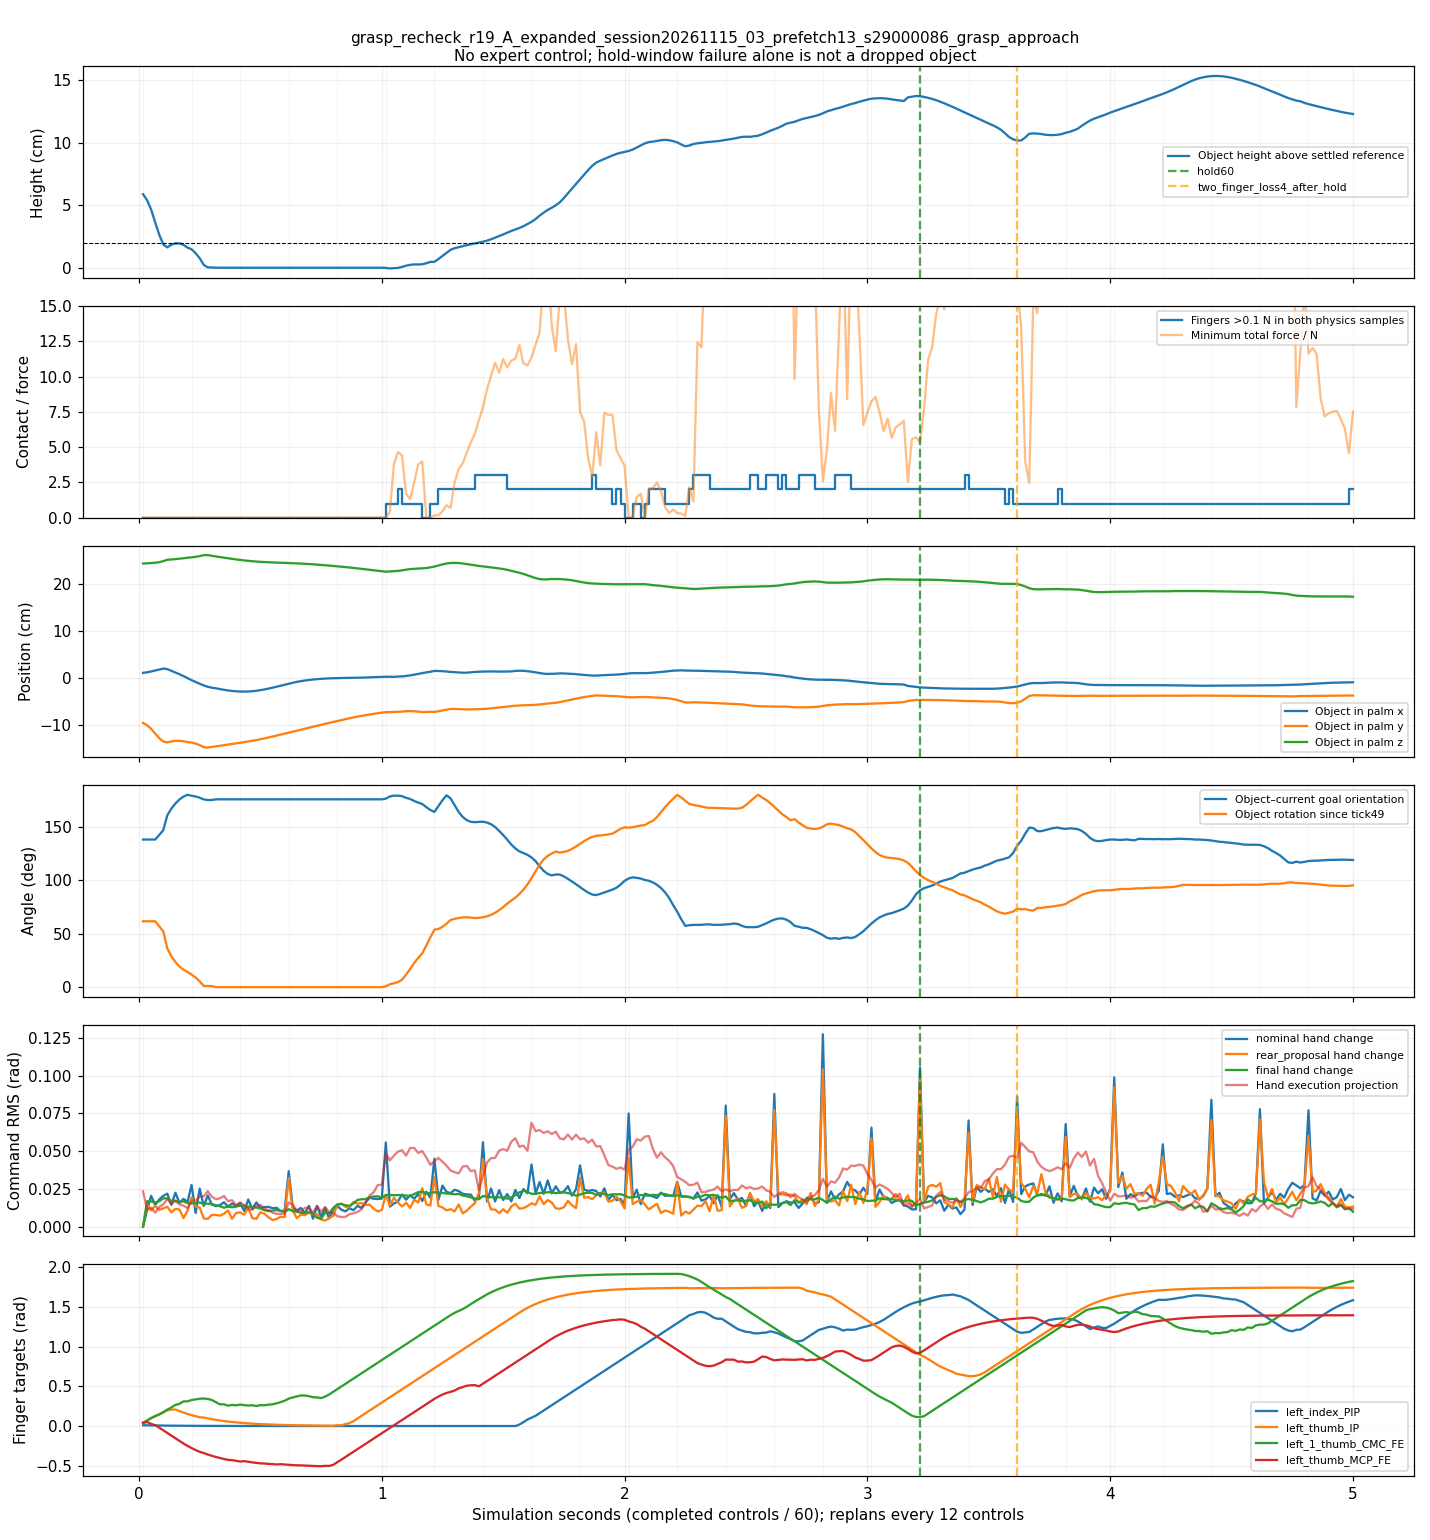 grasp_recheck_r19_A_expanded_session20261115_03_prefetch13_s29000086_grasp_approach
No expert control; hold-window failure alone is not a dropped object
15
10
5
0
Height (cm)
Object height above settled reference
hold60
two_finger_loss4_after_hold
15.0
12.5
10.0
7.5
5.0
2.5
0.0
Contact / force
Fingers >0.1 N in both physics samples
Minimum total force / N
20
10
0
−10
Position (cm)
Object in palm x
Object in palm y
Object in palm z
150
100
50
0
Angle (deg)
Object–current goal orientation
Object rotation since tick49
0.125
0.100
0.075
0.050
0.025
0.000
Command RMS (rad)
nominal hand change
rear_proposal hand change
final hand change
Hand execution projection
2.0
1.5
1.0
0.5
0.0
−0.5
Finger targets (rad)
left_index_PIP
left_thumb_IP
left_1_thumb_CMC_FE
left_thumb_MCP_FE
0 1 2 3 4 5
Simulation seconds (completed controls / 60); replans every 12 controls